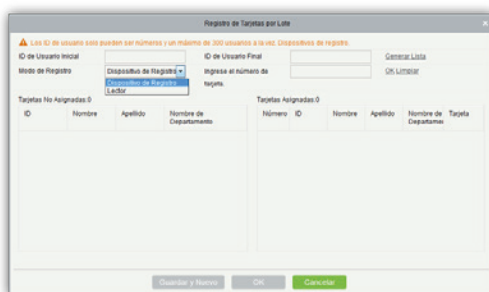 Registro de Tarjetas por Lote
Los ID de usuario solo pueden ser números y un máximo de 300 usuarios a la vez. Dispositivos de registro.
ID de Usuario Inicial
ID de Usuario Final
Generar Lista
Modo de Registro
Dispositivo de Registro
Ingrese el número de tarjeta.
OK Limpiar
Dispositivo de Registro
Lector
Tarjetas No Asignadas:0
Tarjetas Asignadas:0
ID Nombre Apellido Nombre de Departamento
Número ID Nombre Apellido Nombre de Departamen Tarjeta
Guardar y Nuevo
OK
Cancelar